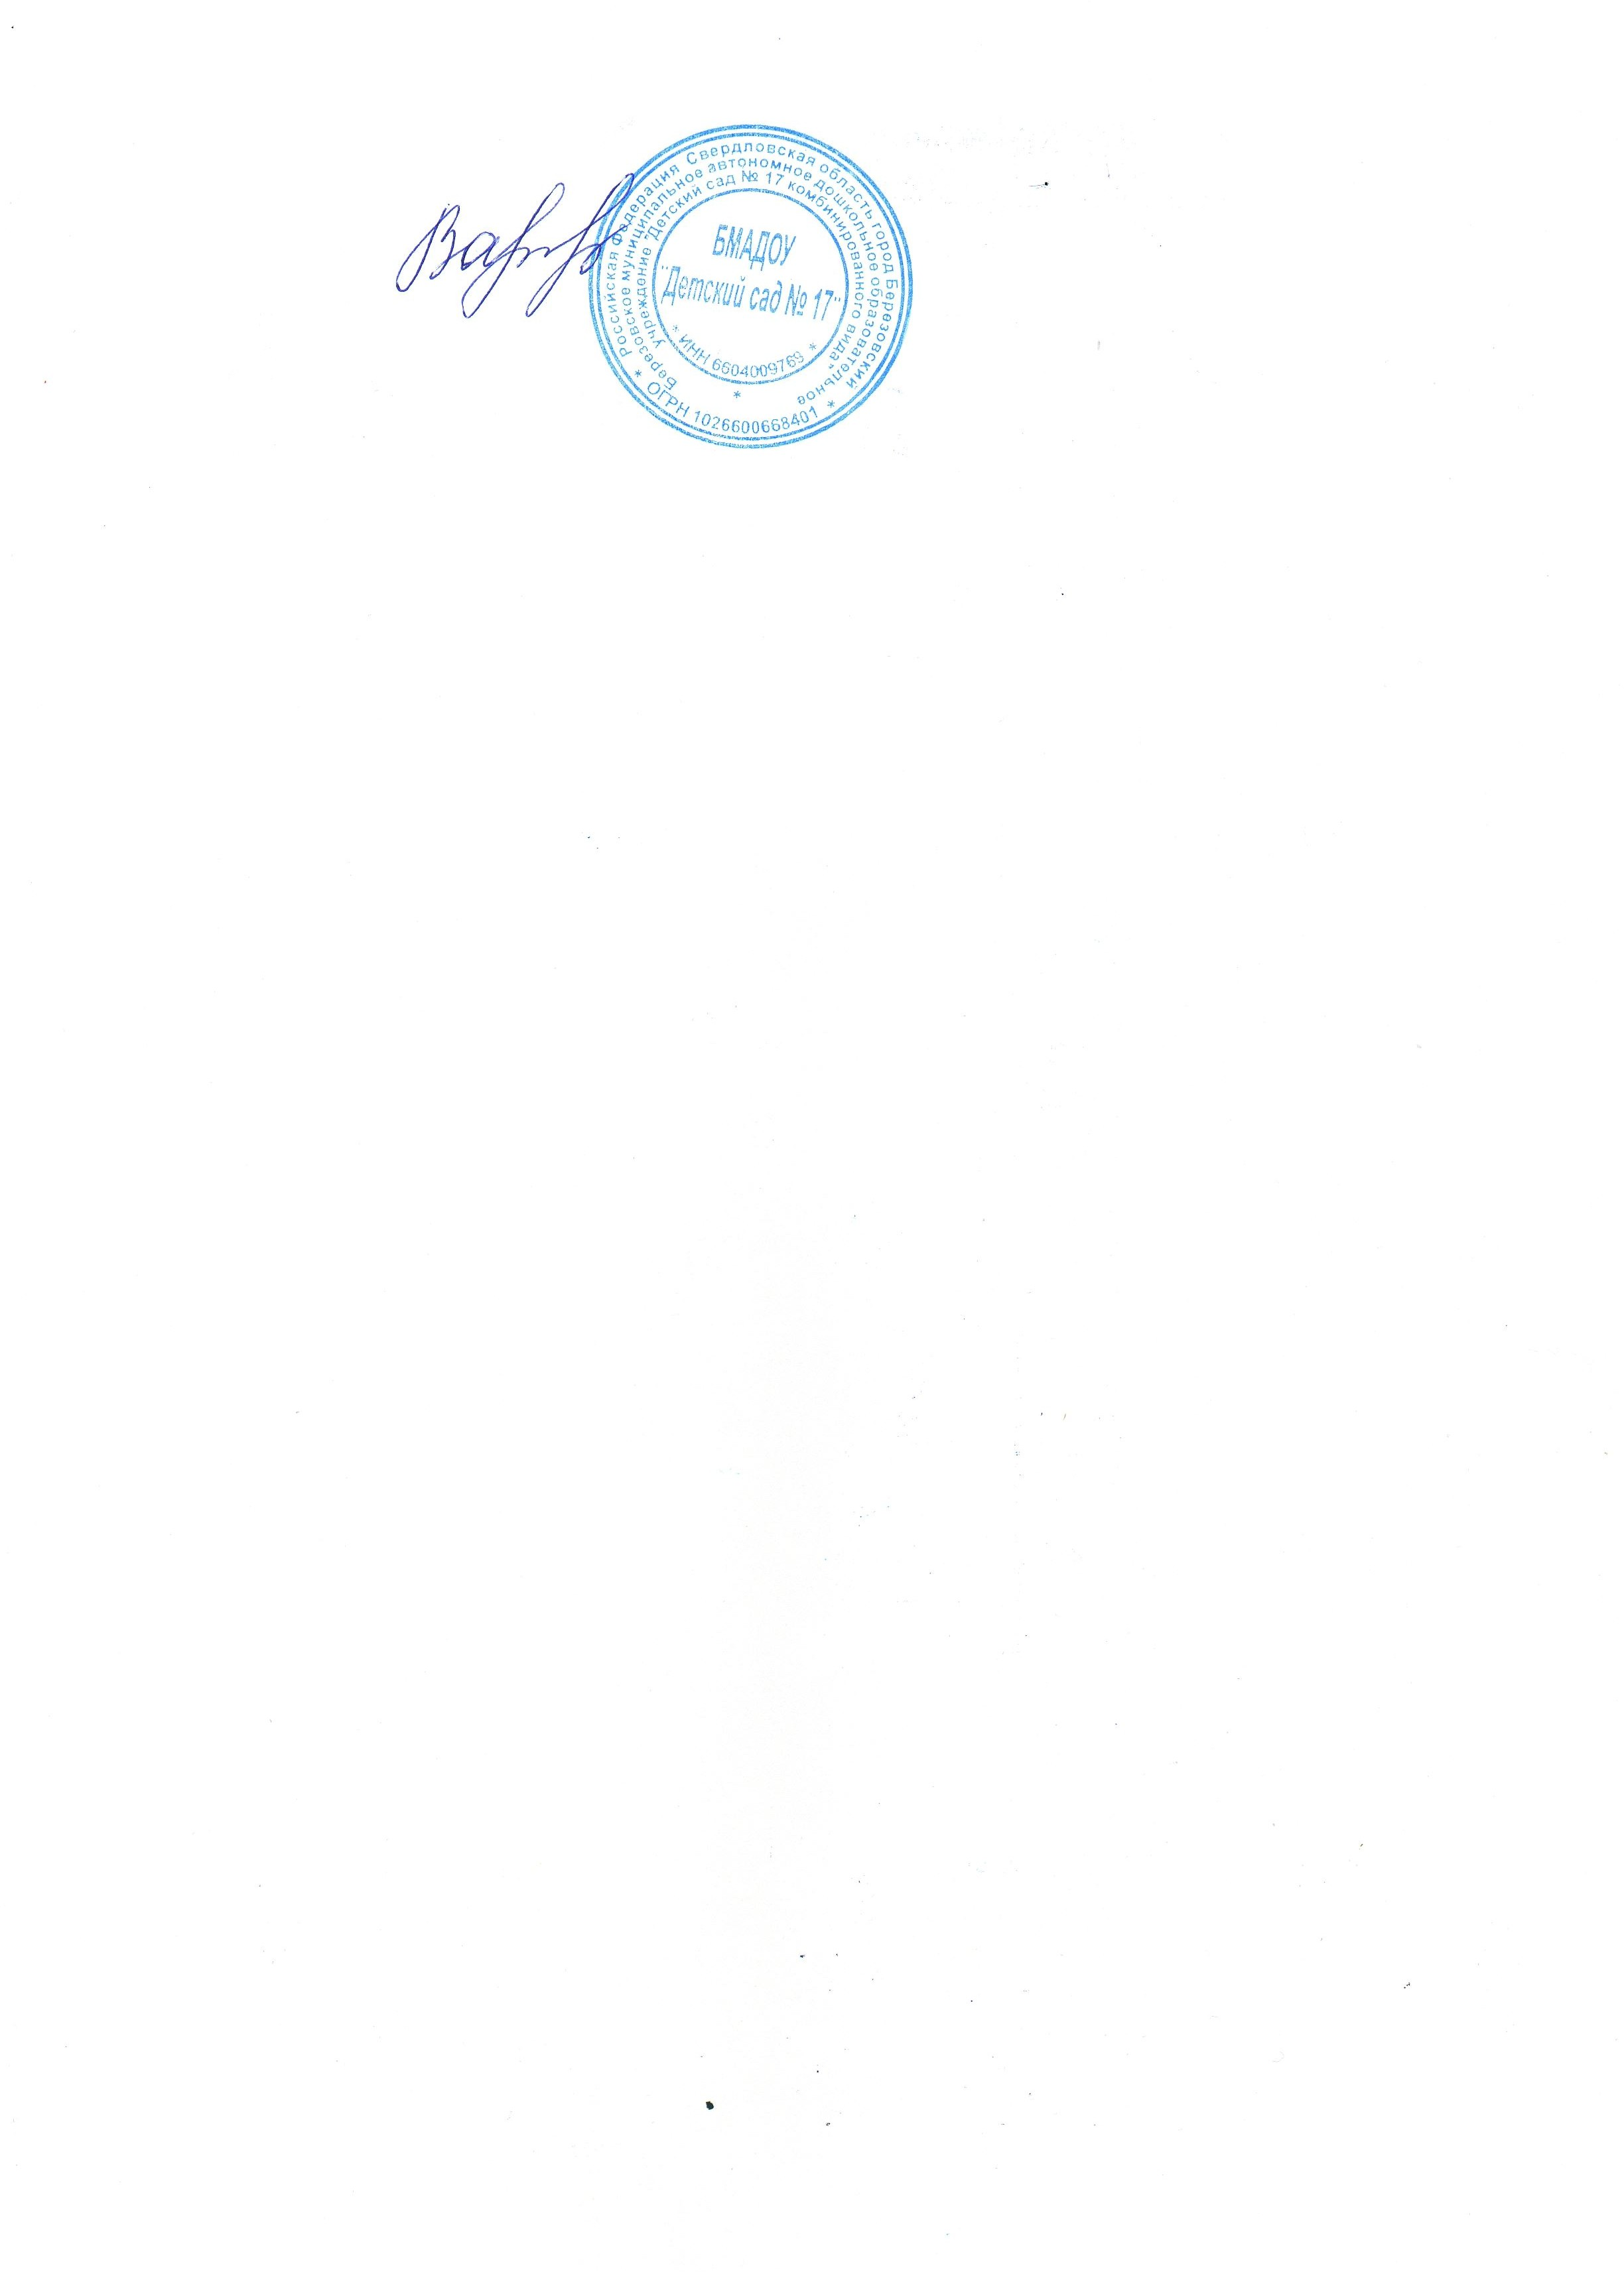 Российская Федерация Свердловская область город Березовский
* ОГРН 1026600668401 *
Березовское муниципальное автономное дошкольное образовательное
учреждение "Детский сад № 17 комбинированного вида"
*
БМАДОУ
"Детский сад № 17"
* ИНН 6604009769 *